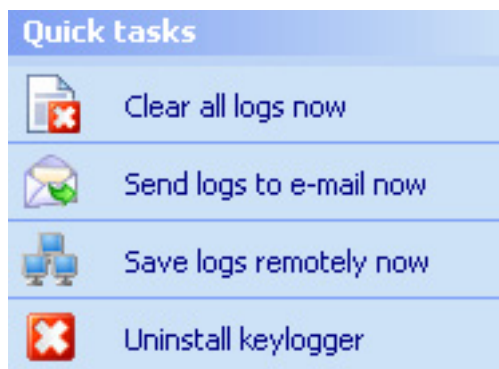 Quick tasks
Clear all logs now
Send logs to e-mail now
Save logs remotely now
Uninstall keylogger